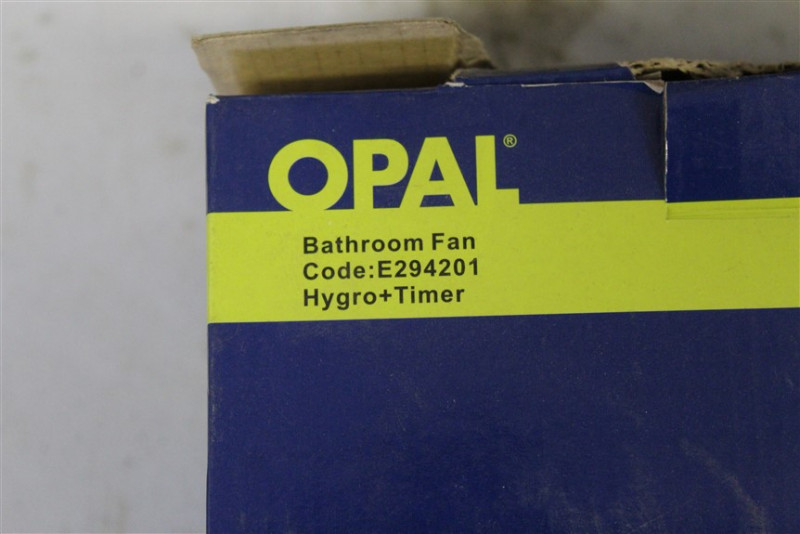 OPAL®
Bathroom Fan
Code:E294201
Hygro+Timer